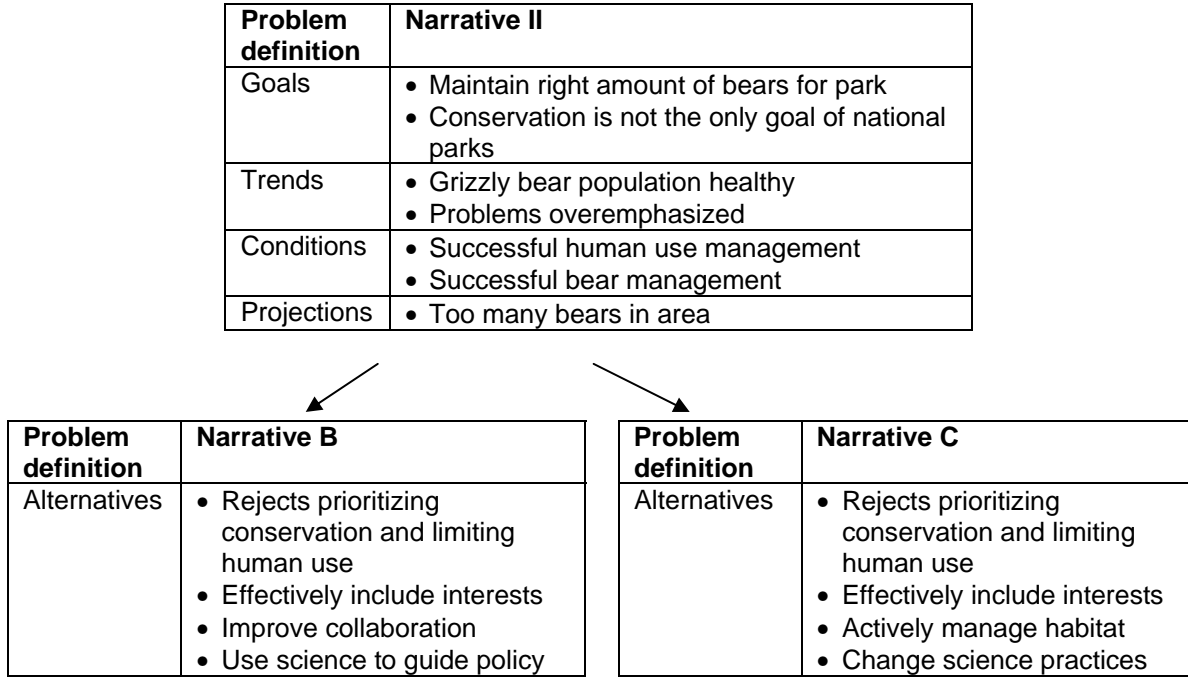 Problem definition Narrative II
Goals • Maintain right amount of bears for park
• Conservation is not the only goal of national
parks
Trends • Grizzly bear population healthy
• Problems overemphasized
Conditions • Successful human use management
• Successful bear management
Projections • Too many bears in area
Problem definition Narrative B
Alternatives • Rejects prioritizing
conservation and limiting
human use
• Effectively include interests
• Improve collaboration
• Use science to guide policy
Problem definition Narrative C
Alternatives • Rejects prioritizing
conservation and limiting
human use
• Effectively include interests
• Actively manage habitat
• Change science practices